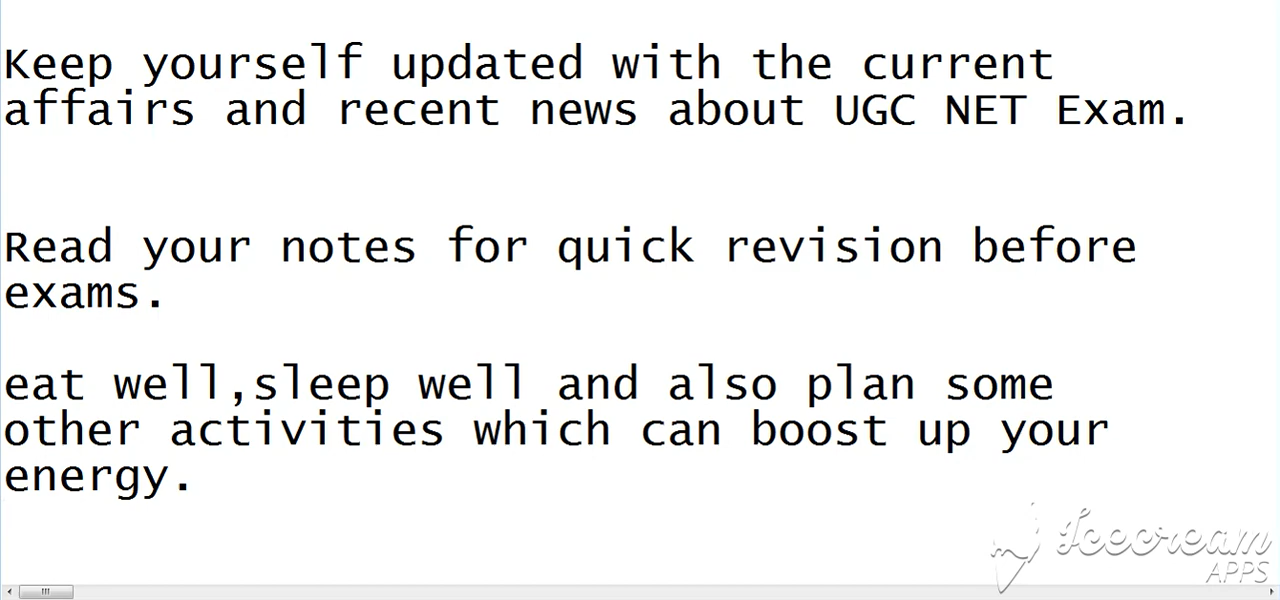 Keep yourself updated with the current
affairs and recent news about UGC NET Exam.
Read your notes for quick revision before
exams.
eat well,sleep well and also plan some
other activities which can boost up your
energy.
Icecream
APPS